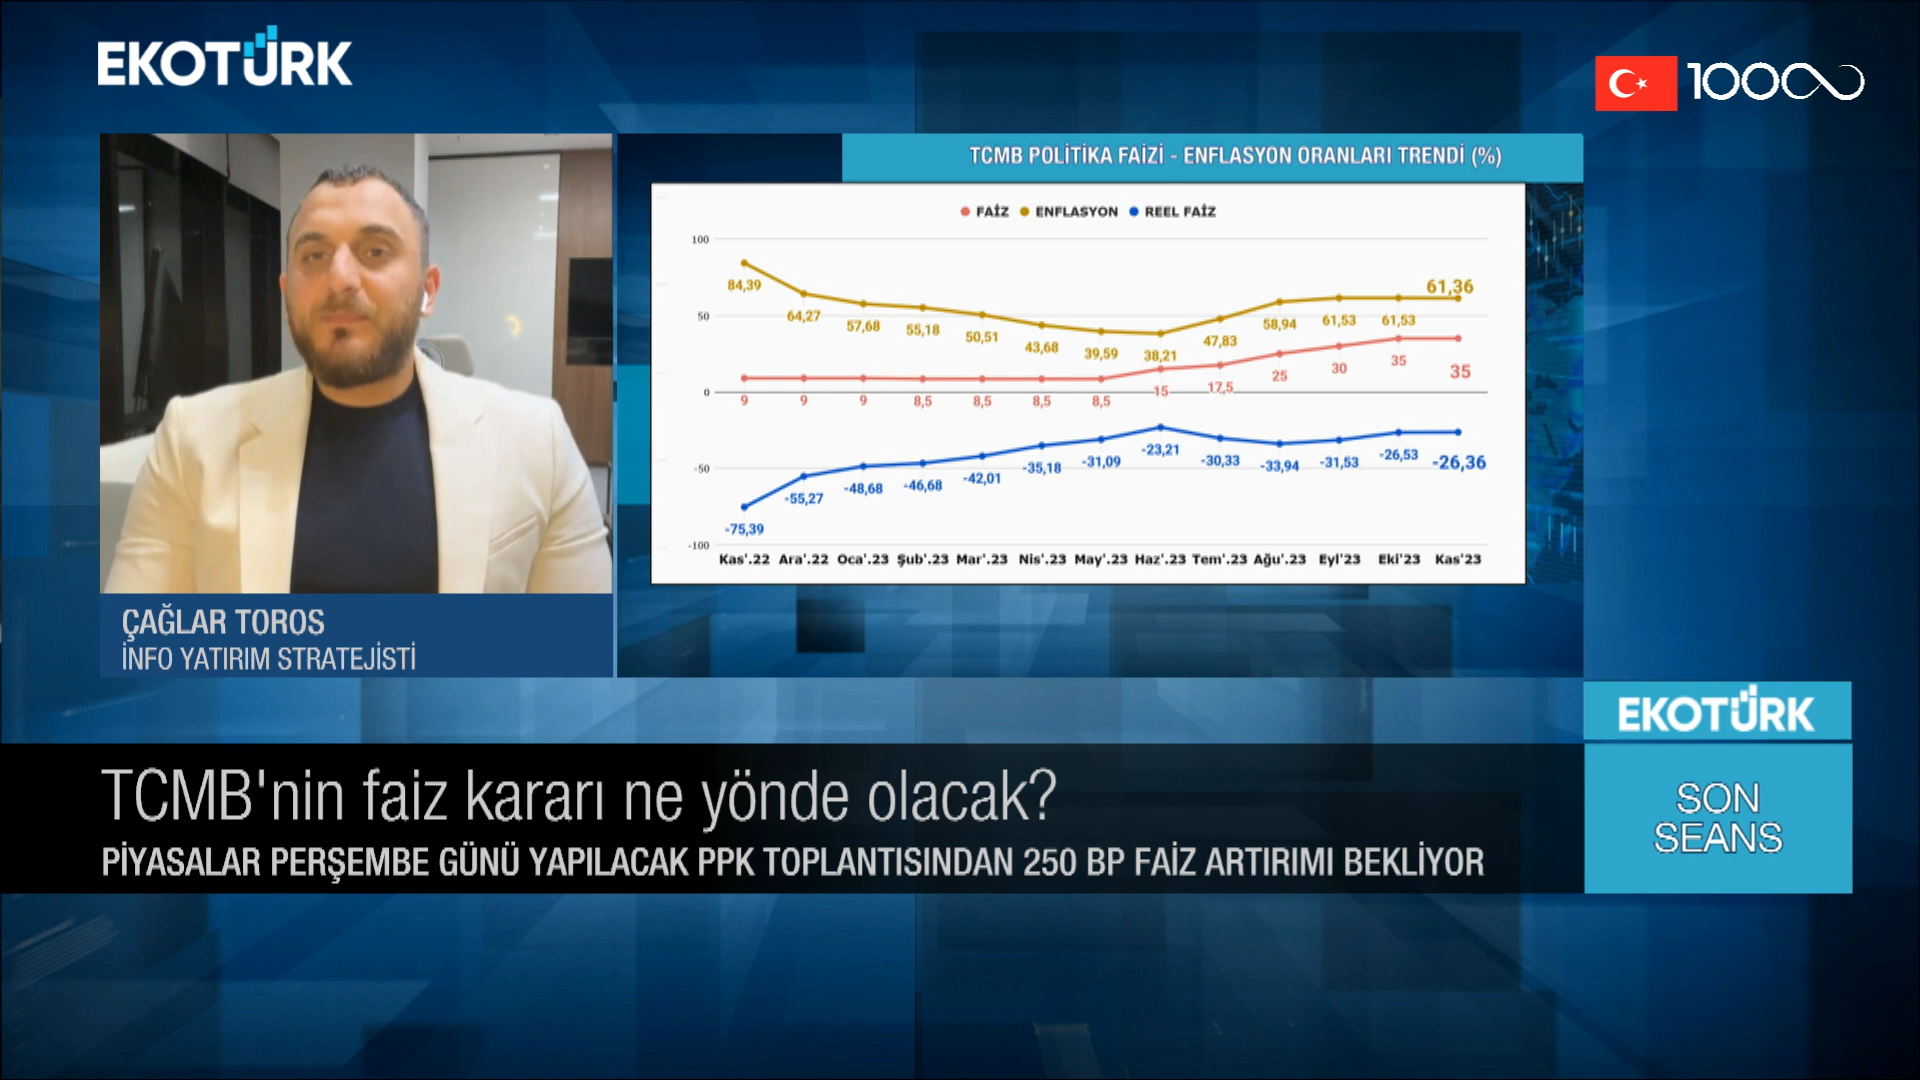 EKOTÜRK
100
TCMB POLİTİKA FAİZİ - ENFLASYON ORANLARI TRENDİ (%)
FAİZ ENFLASYON REEL FAİZ
100
50
0
-50
-100
84,39 64,27 57,68 55,18 50,51 43,68 39,59 38,21 47,83 58,94 61,53 61,53 61,36
9 9 9 8,5 8,5 8,5 8,5 15 17,5 25 30 35 35
-75,39 -55,27 -48,68 -46,68 -42,01 -35,18 -31,09 -23,21 -30,33 -33,94 -31,53 -26,53 -26,36
Kas'.22 Ara'.22 Oca'.23 Şub'.23 Mar'.23 Nis'.23 May'.23 Haz'.23 Tem'.23 Ağu'.23 Eyl'23 Eki'23 Kas'23
ÇAĞLAR TOROS
İNFO YATIRIM STRATEJİSTİ
EKOTÜRK
TCMB'nin faiz kararı ne yönde olacak?
PİYASALAR PERŞEMBE GÜNÜ YAPILACAK PPK TOPLANTISINDAN 250 BP FAİZ ARTIRIMI BEKLİYOR
SON
SEANS